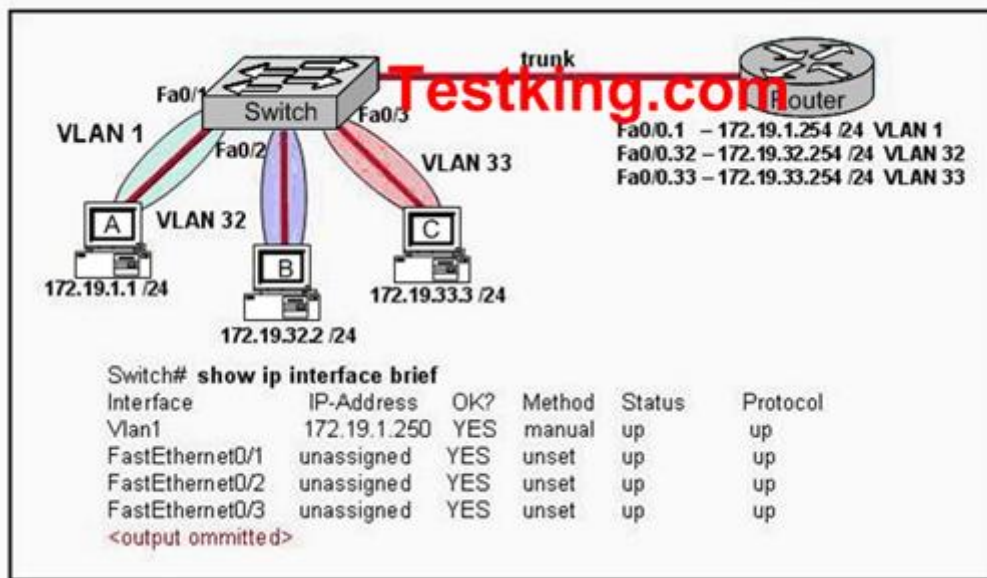 trunk
Testking.com
Fa0/1
Switch
Fa0/3
Router
VLAN 1
Fa0/2
VLAN 33
Fa0/0.1 – 172.19.1.254 /24 VLAN 1
Fa0/0.32 – 172.19.32.254 /24 VLAN 32
Fa0/0.33 – 172.19.33.254 /24 VLAN 33
A
VLAN 32
B
C
172.19.1.1 /24
172.19.33.3 /24
172.19.32.2 /24
Switch# show ip interface brief
Interface IP-Address OK? Method Status Protocol
Vlan1 172.19.1.250 YES manual up up
FastEthernet0/1 unassigned YES unset up up
FastEthernet0/2 unassigned YES unset up up
FastEthernet0/3 unassigned YES unset up up
<output ommitted>